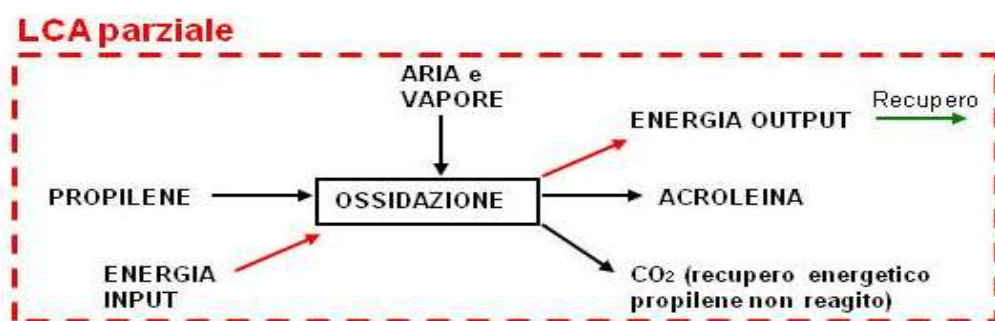 LCA parziale
ARIA e
VAPORE
Recupero
ENERGIA OUTPUT
PROPILENE
OSSIDAZIONE
ACROLEINA
ENERGIA
INPUT
CO₂ (recupero energetico
propilene non reagito)